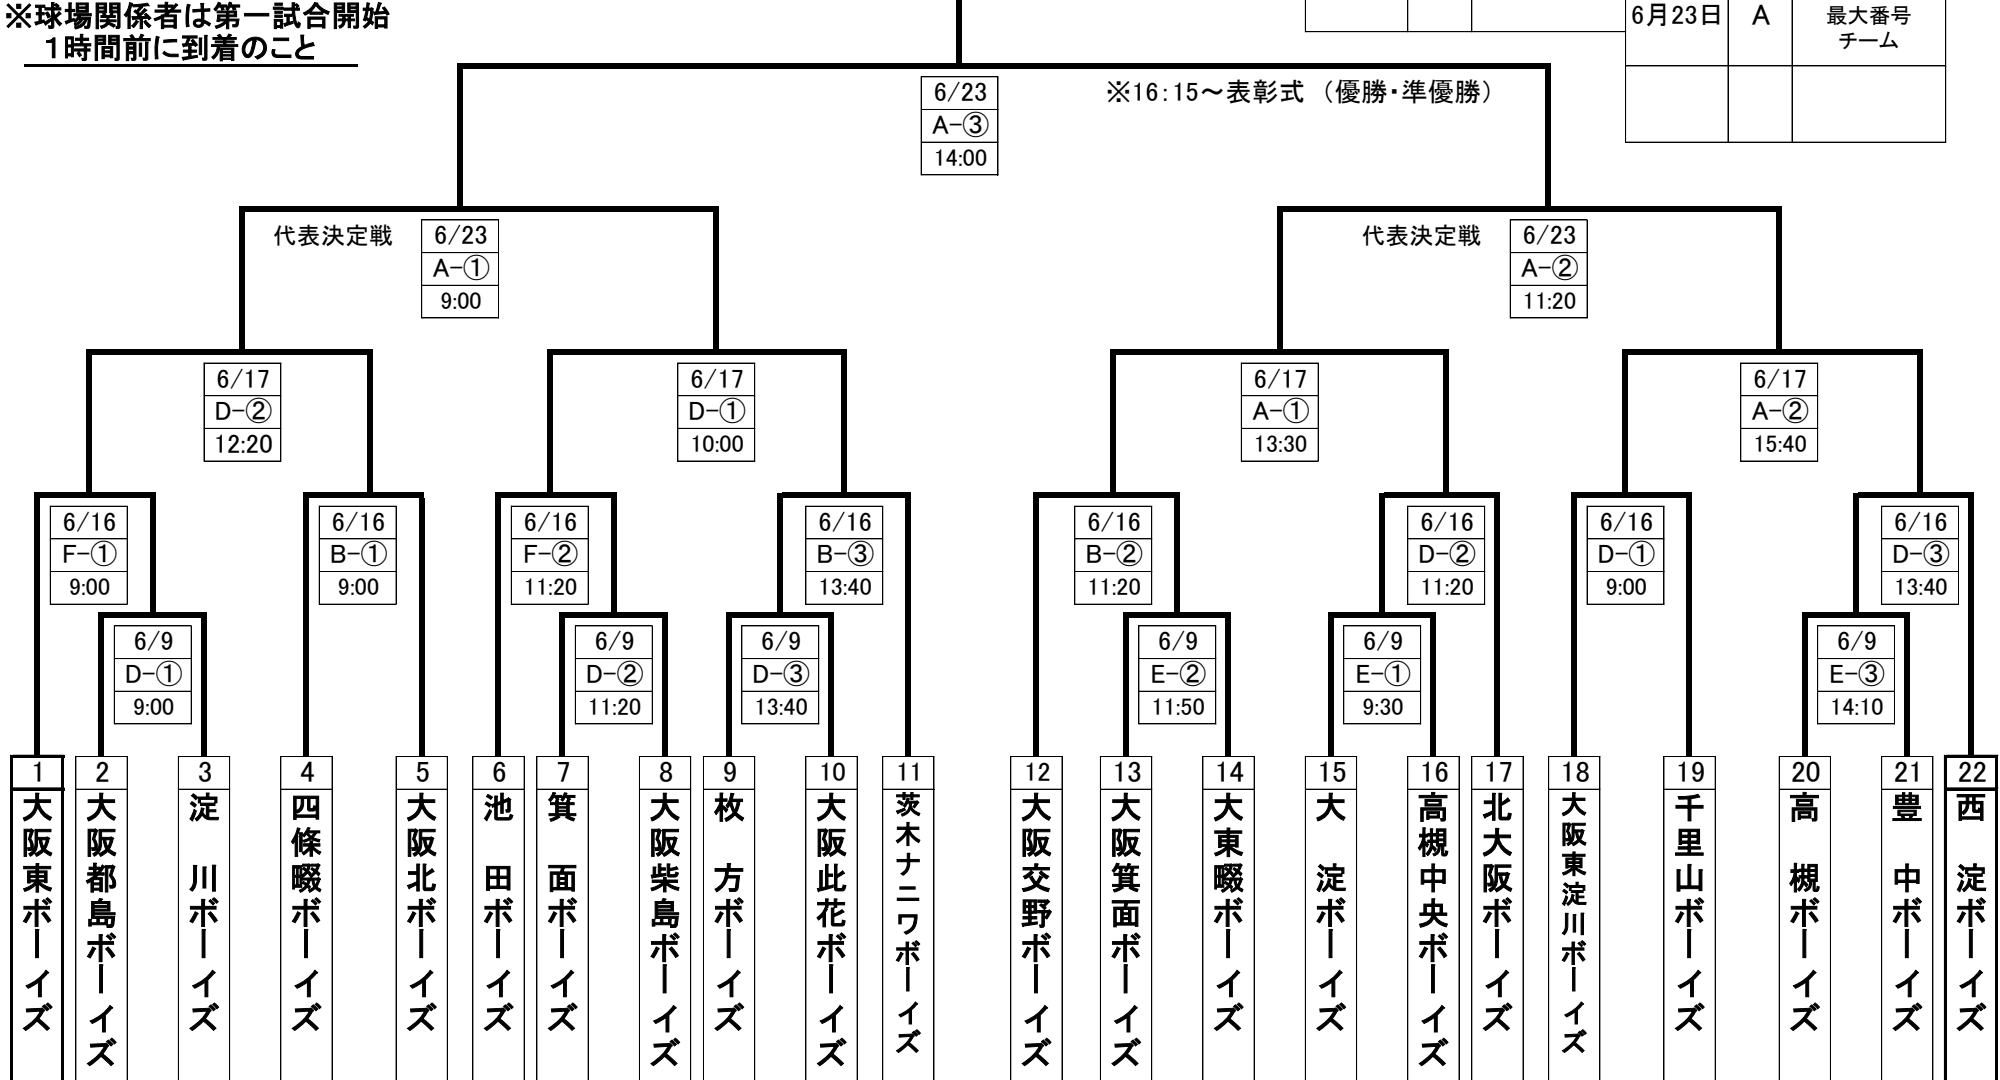 ※球場関係者は第一試合開始
1時間前に到着のこと
6月23日 A 最大番号
チーム
6/23
A-③
14:00
※16:15～表彰式 （優勝・準優勝）
代表決定戦
6/23
A-①
9:00
代表決定戦
6/23
A-②
11:20
6/17
D-②
12:20
6/17
D-①
10:00
6/17
A-①
13:30
6/17
A-②
15:40
6/16
F-①
9:00
6/16
B-①
9:00
6/16
F-②
11:20
6/16
B-③
13:40
6/16
B-②
11:20
6/16
D-②
11:20
6/16
D-①
9:00
6/16
D-③
13:40
6/9
D-①
9:00
6/9
D-②
11:20
6/9
D-③
13:40
6/9
E-②
11:50
6/9
E-①
9:30
6/9
E-③
14:10
1
大阪東ボーイズ
2
大阪都島ボーイズ
3
淀　川ボーイズ
4
四條畷ボーイズ
5
大阪北ボーイズ
6
池　田ボーイズ
7
箕　面ボーイズ
8
大阪柴島ボーイズ
9
枚　方ボーイズ
10
大阪此花ボーイズ
11
茨木ナニワボーイズ
12
大阪交野ボーイズ
13
大阪箕面ボーイズ
14
大東畷ボーイズ
15
大　淀ボーイズ
16
高槻中央ボーイズ
17
北大阪ボーイズ
18
大阪東淀川ボーイズ
19
千里山ボーイズ
20
高　槻ボーイズ
21
豊　中ボーイズ
22
西　淀ボーイズ